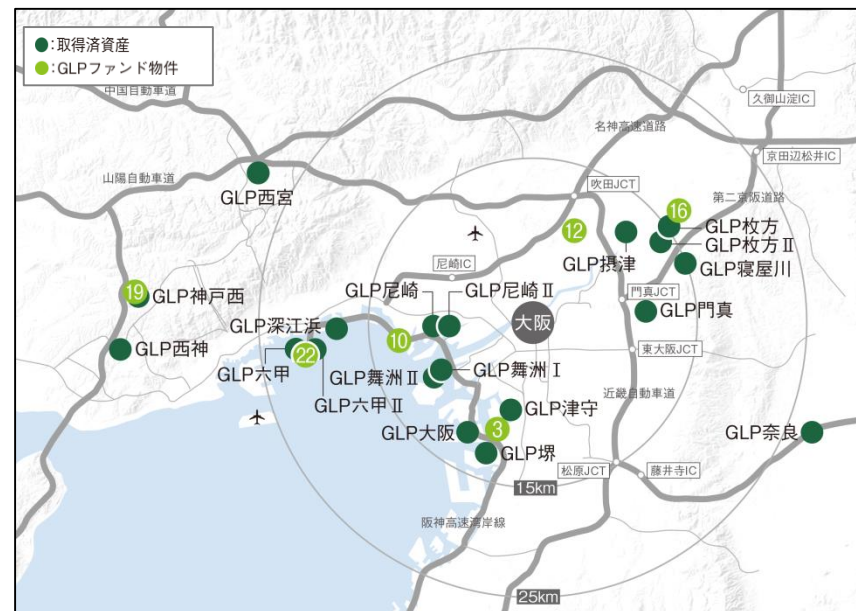 ●:取得済資産
●:GLPファンド物件
中国自動車道
久御山淀IC
名神高速道路
京田辺松井IC
山陽自動車道
吹田JCT
第二京阪道路
GLP西宮
16
GLP枚方
12
GLP枚方Ⅱ
GLP摂津
GLP寝屋川
尼崎IC
19
GLP神戸西
GLP尼崎
GLP尼崎Ⅱ
門真JCT
GLP門真
大阪
GLP深江浜
10
GLP西神
22
東大阪JCT
GLP六甲
GLP舞洲Ⅱ
GLP舞洲Ⅰ
近畿自動車道
GLP六甲Ⅱ
GLP津守
GLP大阪
3
GLP奈良
GLP堺
松原JCT
藤井寺IC
15km
阪神高速湾岸線
25km